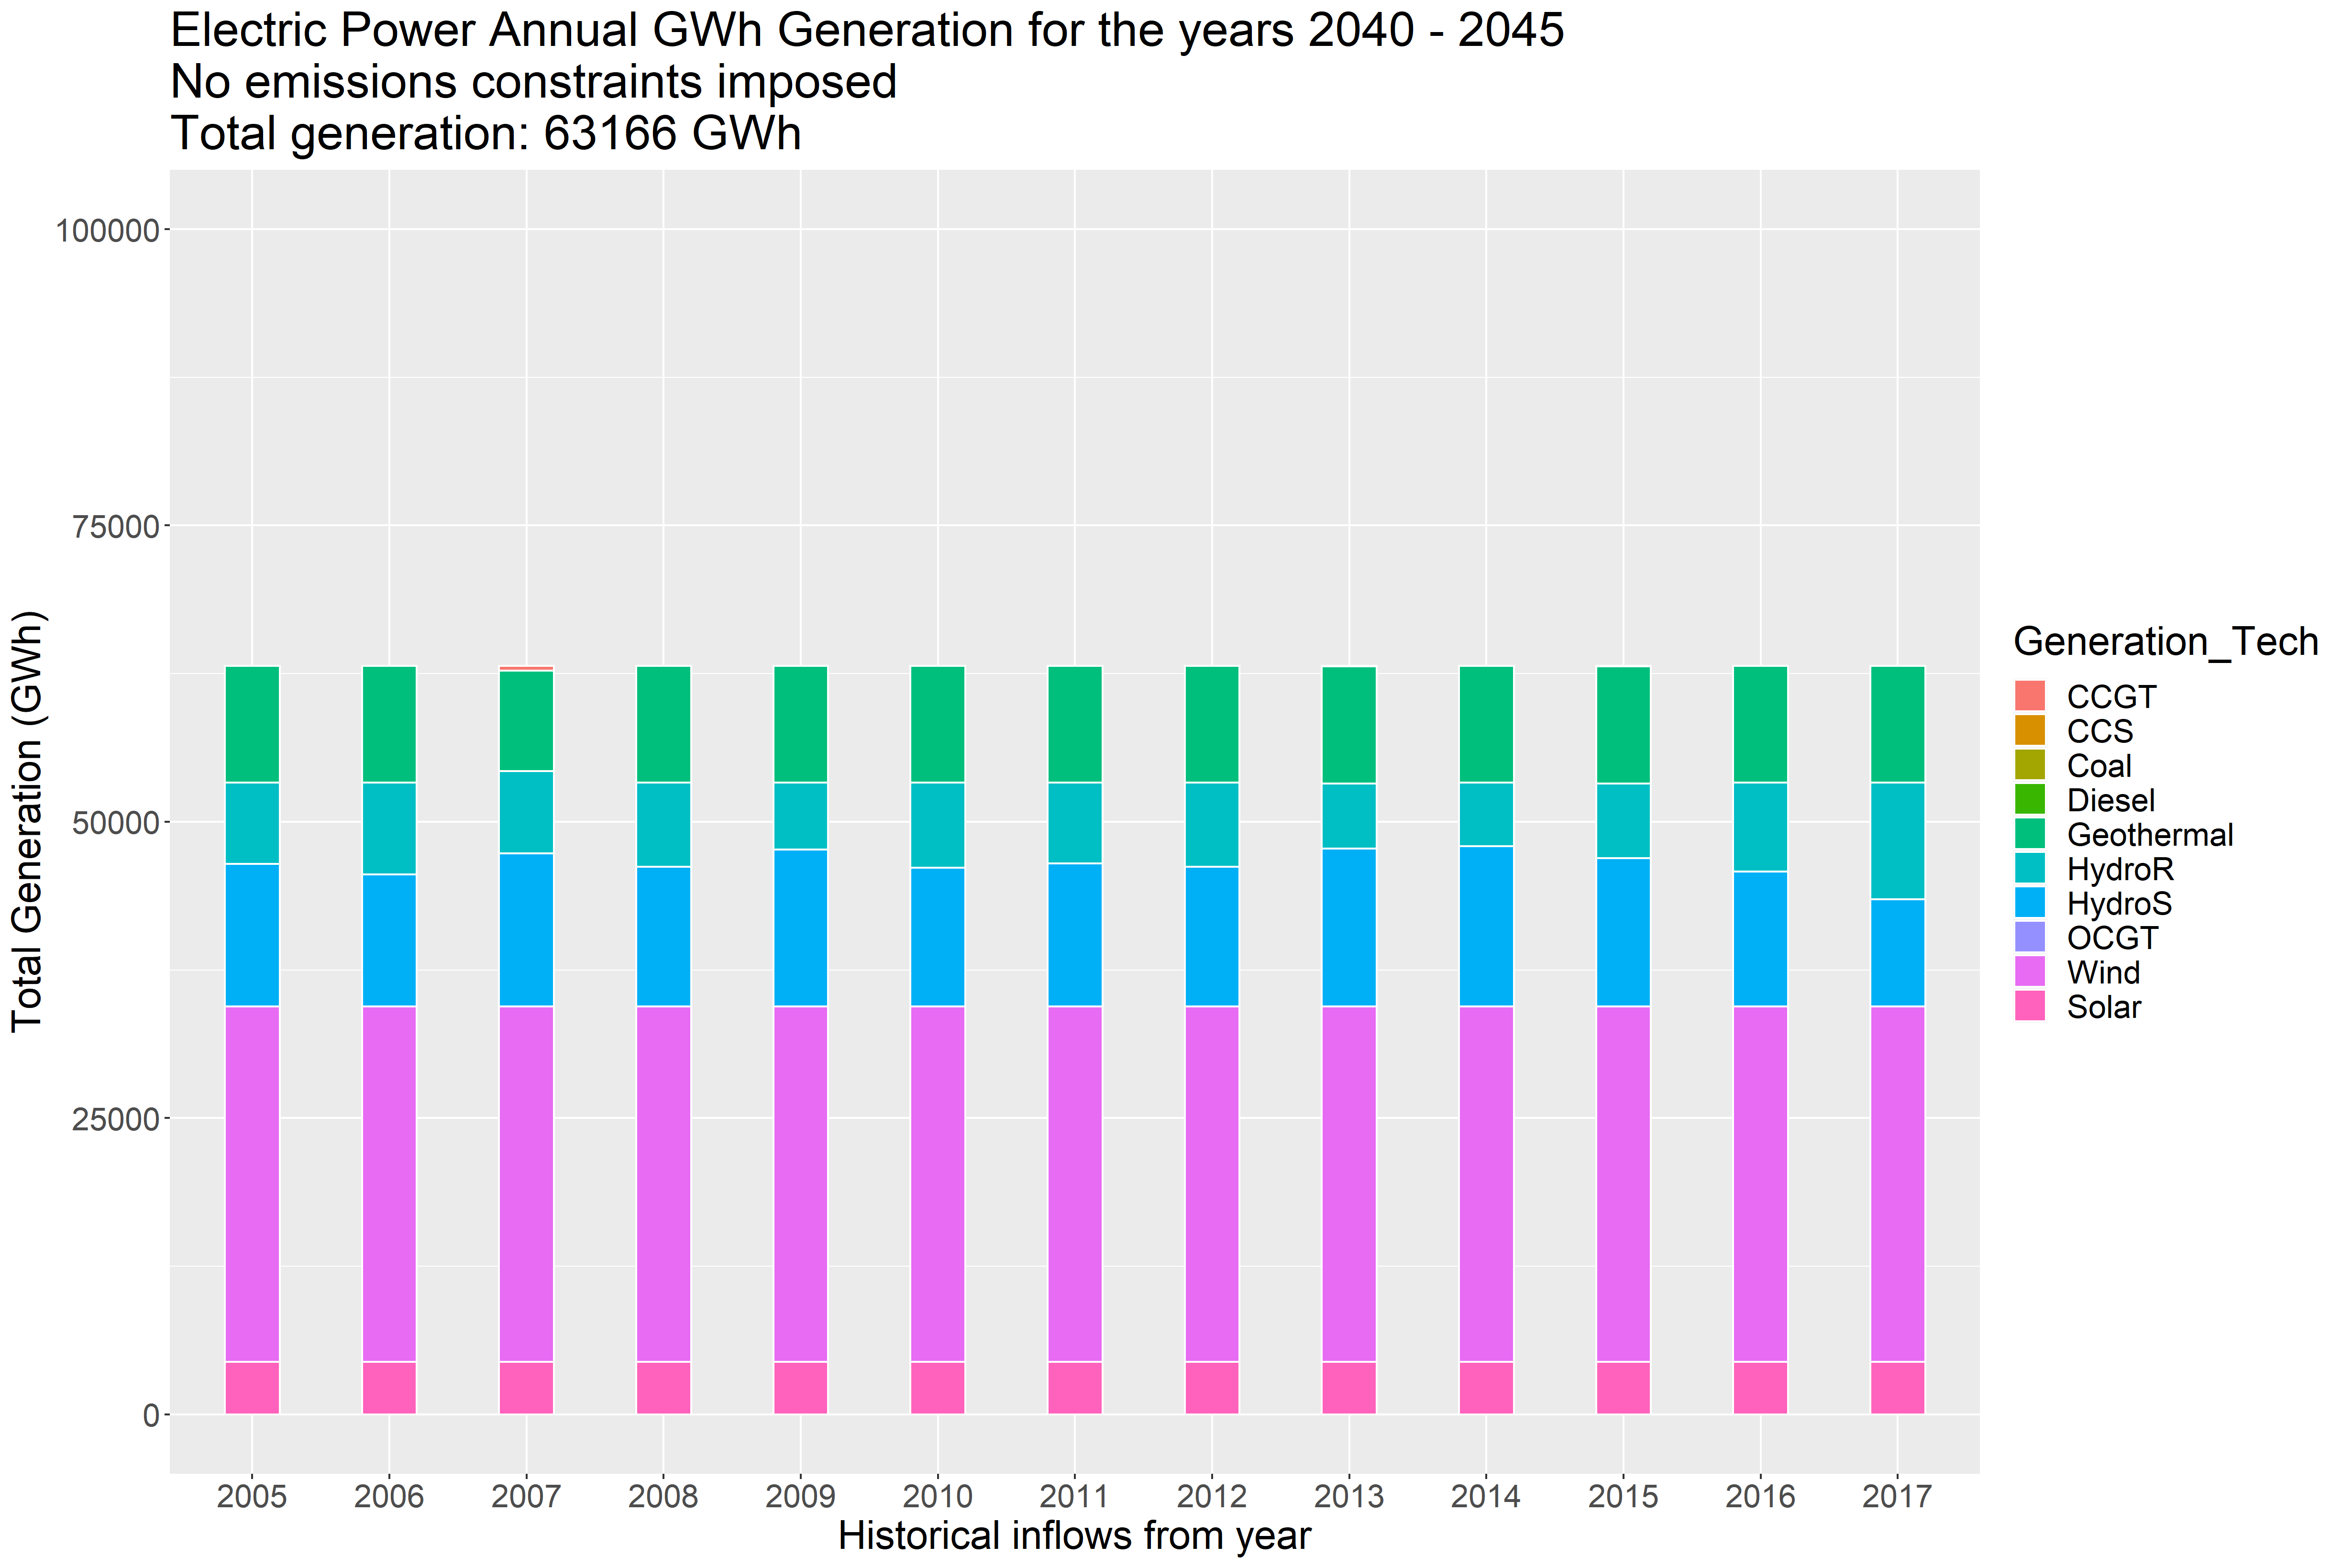 Electric Power Annual GWh Generation for the years 2040 - 2045
No emissions constraints imposed
Total generation: 63166 GWh
Total Generation (GWh)
100000
75000
50000
25000
0
2005 2006 2007 2008 2009 2010 2011 2012 2013 2014 2015 2016 2017
Historical inflows from year
Generation_Tech
CCGT
CCS
Coal
Diesel
Geothermal
HydroR
HydroS
OCGT
Wind
Solar